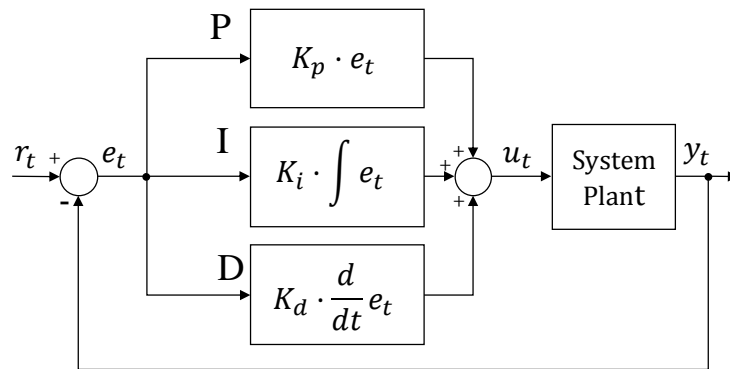 P
K_p · e_t
r_t
+
-
e_t
I
K_i · ∫ e_t
+
+
+
u_t
System
Plant
y_t
D
K_d · d/dt e_t